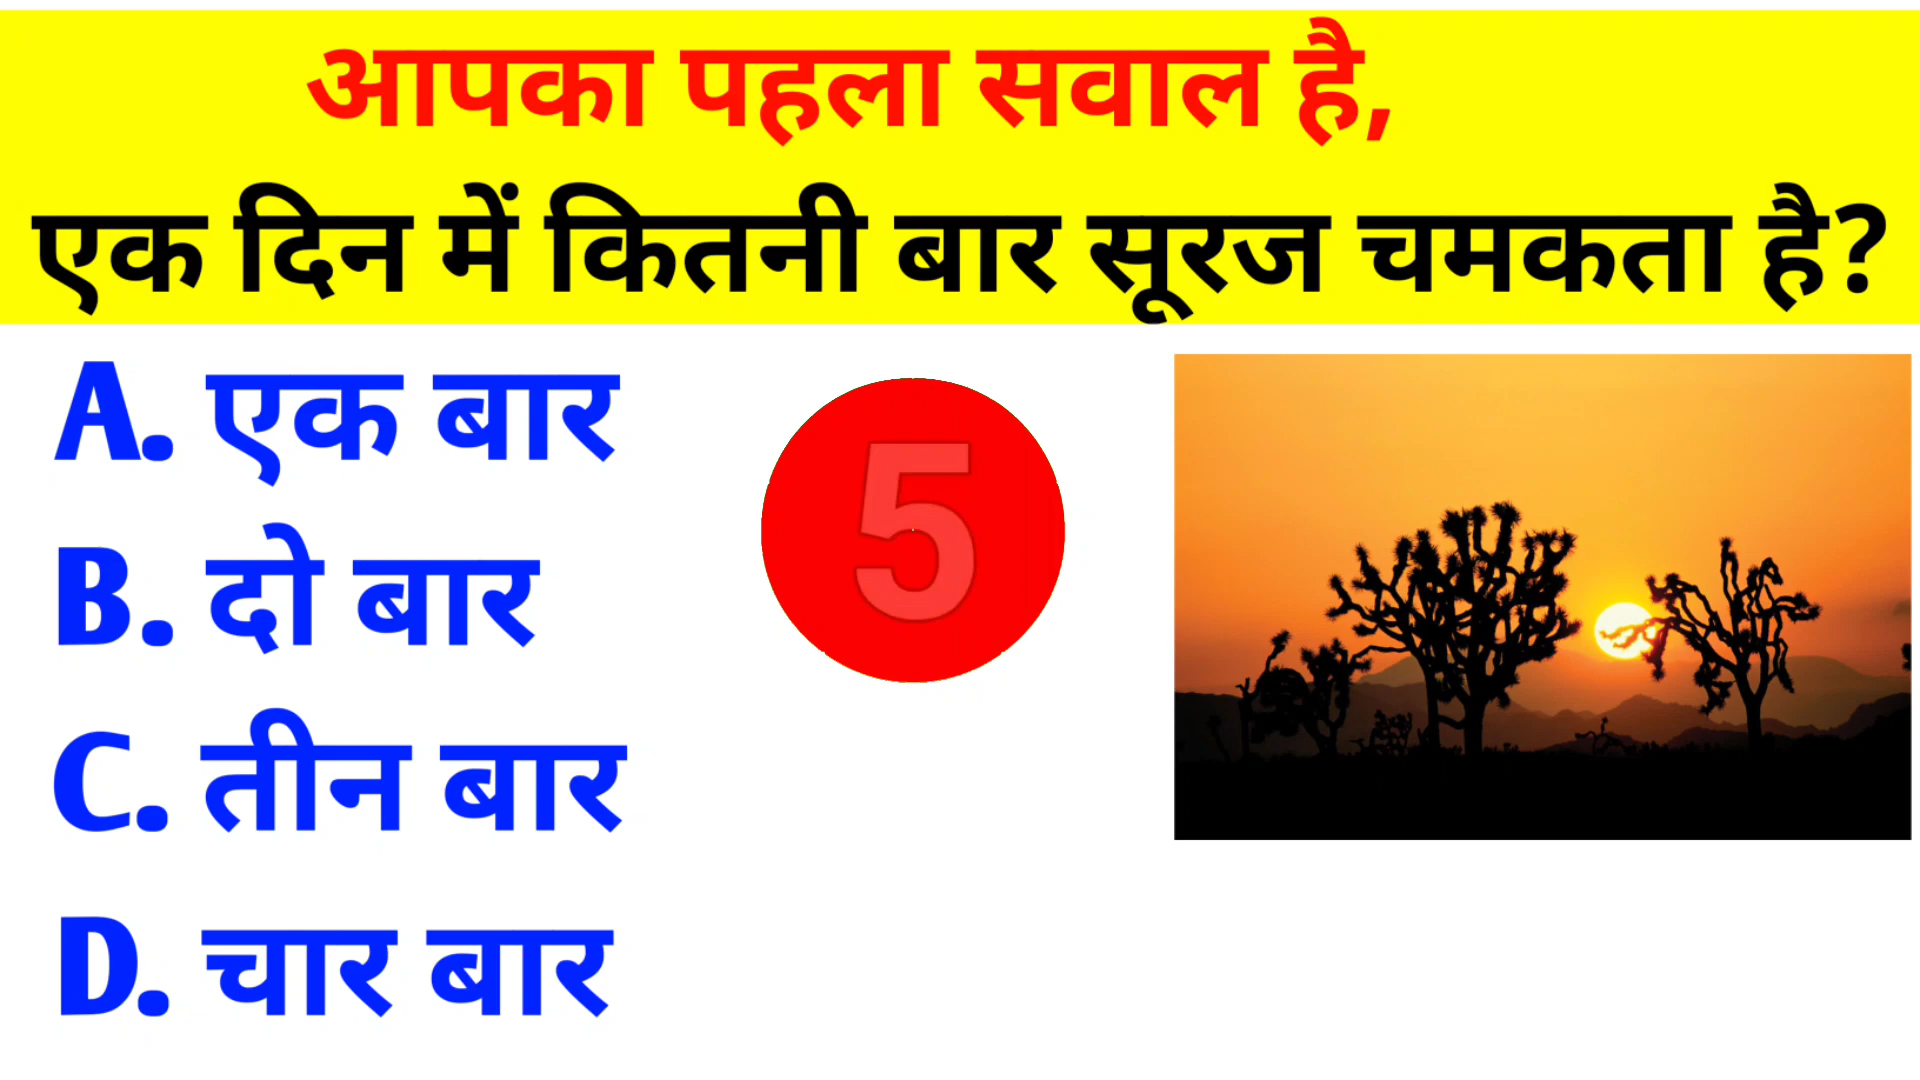 आपका पहला सवाल है,
एक दिन में कितनी बार सूरज चमकता है?
A. एक बार
5
B. दो बार
C. तीन बार
D. चार बार